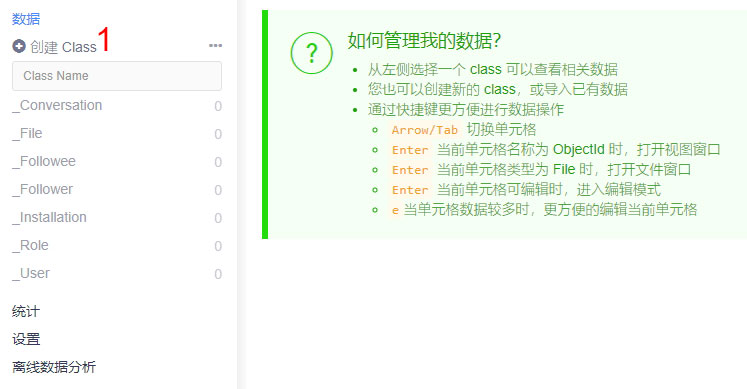 数据
创建 Class 1
Class Name
_Conversation 0
_File 0
_Followee 0
_Follower 0
_Installation 0
_Role 0
_User 0
统计
设置
离线数据分析
?
如何管理我的数据?
从左侧选择一个 class 可以查看相关数据
您也可以创建新的 class，或导入已有数据
通过快捷键更方便进行数据操作
Arrow/Tab 切换单元格
Enter 当前单元格名称为 ObjectId 时，打开视图窗口
Enter 当前单元格类型为 File 时，打开文件窗口
Enter 当前单元格可编辑时，进入编辑模式
e 当单元格数据较多时，更方便的编辑当前单元格